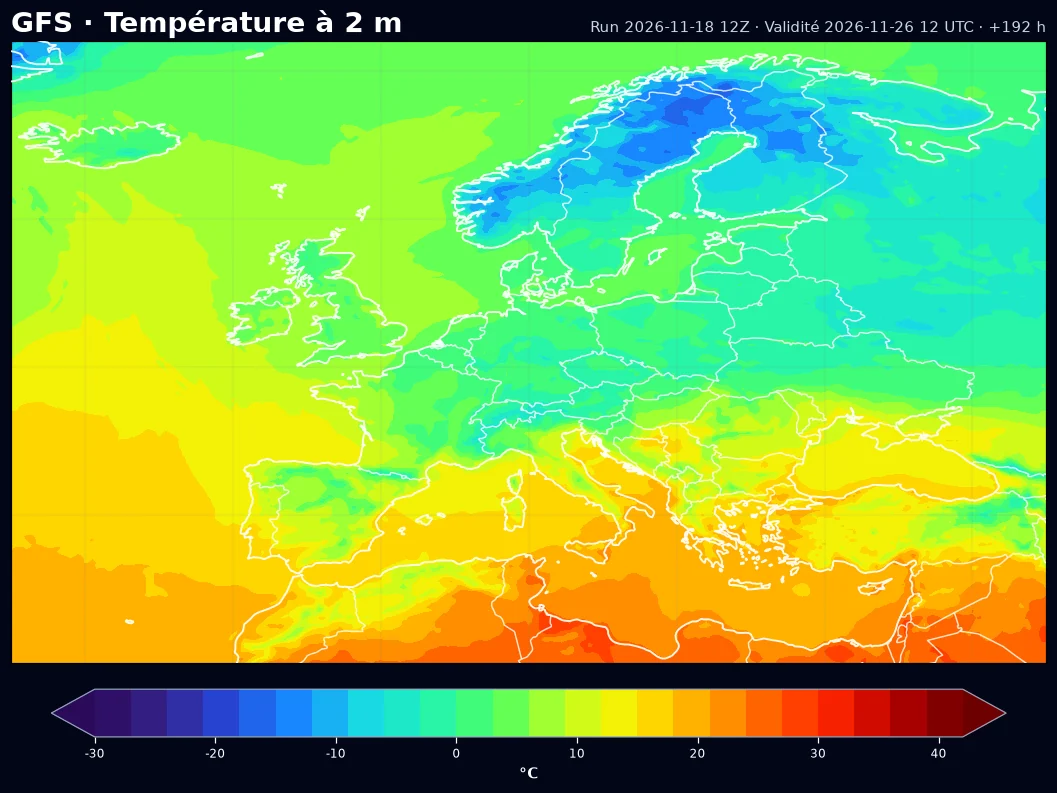 GFS · Température à 2 m
Run 2026-11-18 12Z · Validité 2026-11-26 12 UTC · +192 h
-30 -20 -10 0 10 20 30 40
°C